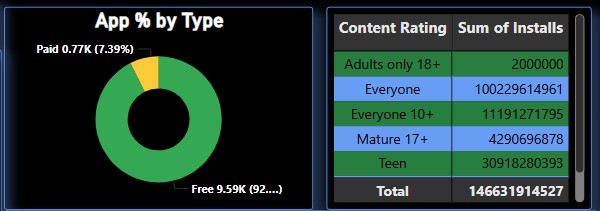 App % by Type
Paid 0.77K (7.39%)
Free 9.59K (92....)
Content Rating Sum of Installs
Adults only 18+ 2000000
Everyone 100229614961
Everyone 10+ 11191271795
Mature 17+ 4290696878
Teen 30918280393
Total 146631914527